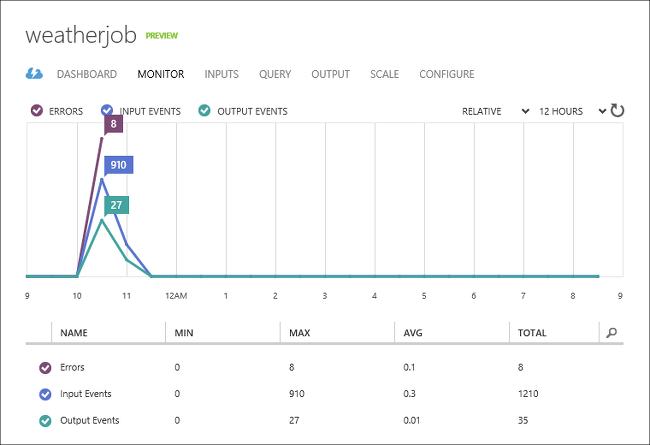 weatherjob PREVIEW
DASHBOARD MONITOR INPUTS QUERY OUTPUT SCALE CONFIGURE
ERRORS INPUT EVENTS OUTPUT EVENTS RELATIVE 12 HOURS
8
910
27
9 10 11 12AM 1 2 3 4 5 6 7 8 9
NAME MIN MAX AVG TOTAL
Errors 0 8 0.1 8
Input Events 0 910 0.3 1210
Output Events 0 27 0.01 35